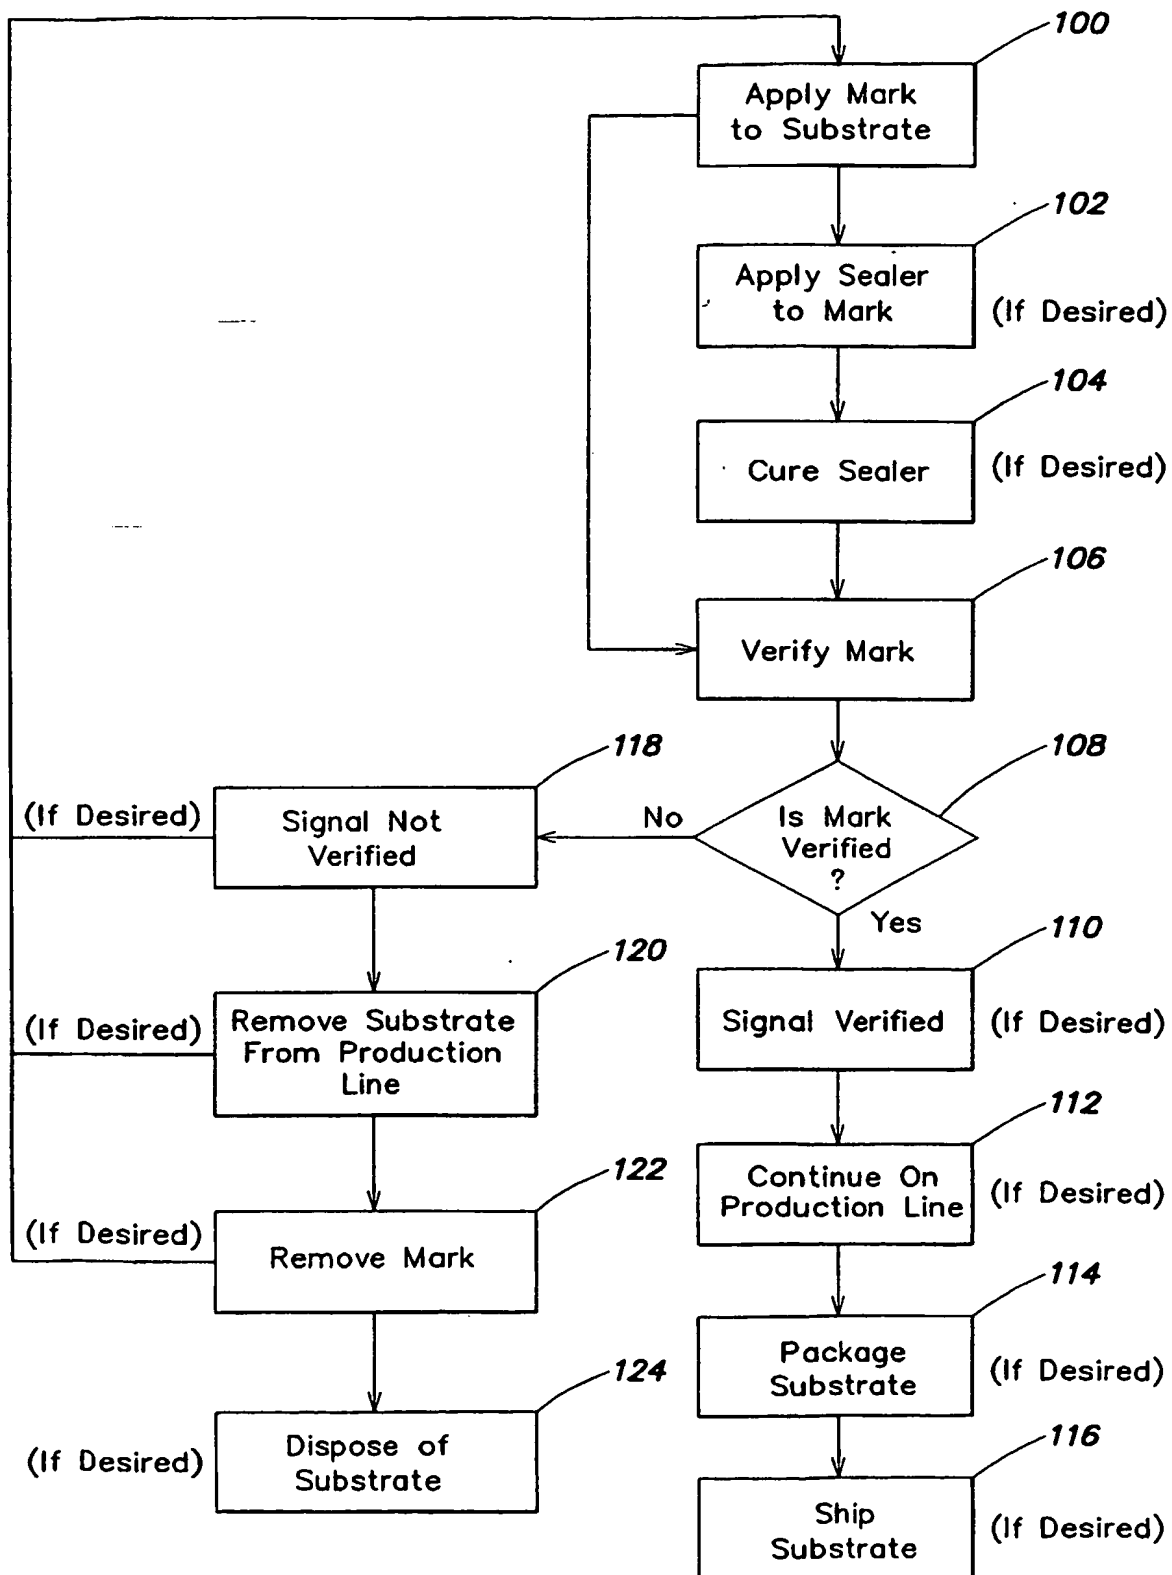 100
Apply Mark
to Substrate
102
Apply Sealer
to Mark
(If Desired)
104
Cure Sealer
(If Desired)
106
Verify Mark
108
Is Mark
Verified
?
No
Yes
118
(If Desired)
Signal Not
Verified
110
Signal Verified
(If Desired)
120
(If Desired)
Remove Substrate
From Production
Line
112
Continue On
Production Line
(If Desired)
122
(If Desired)
Remove Mark
114
Package
Substrate
(If Desired)
124
(If Desired)
Dispose of
Substrate
116
Ship
Substrate
(If Desired)